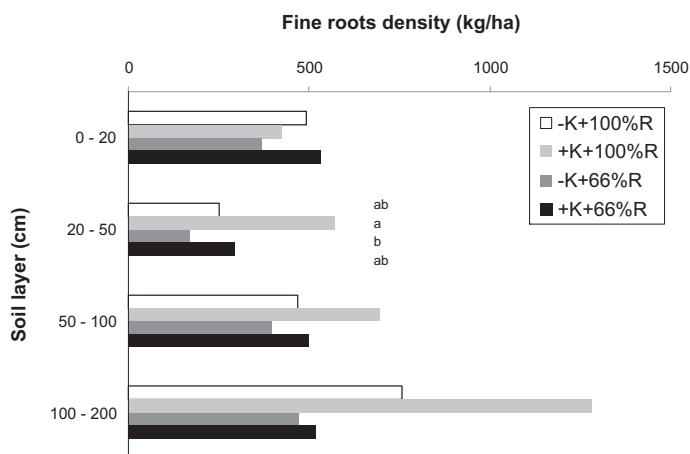 Fine roots density (kg/ha)
0 500 1000 1500
Soil layer (cm)
0 - 20
20 - 50
50 - 100
100 - 200
ab
a
b
ab
-K+100%R
+K+100%R
-K+66%R
+K+66%R